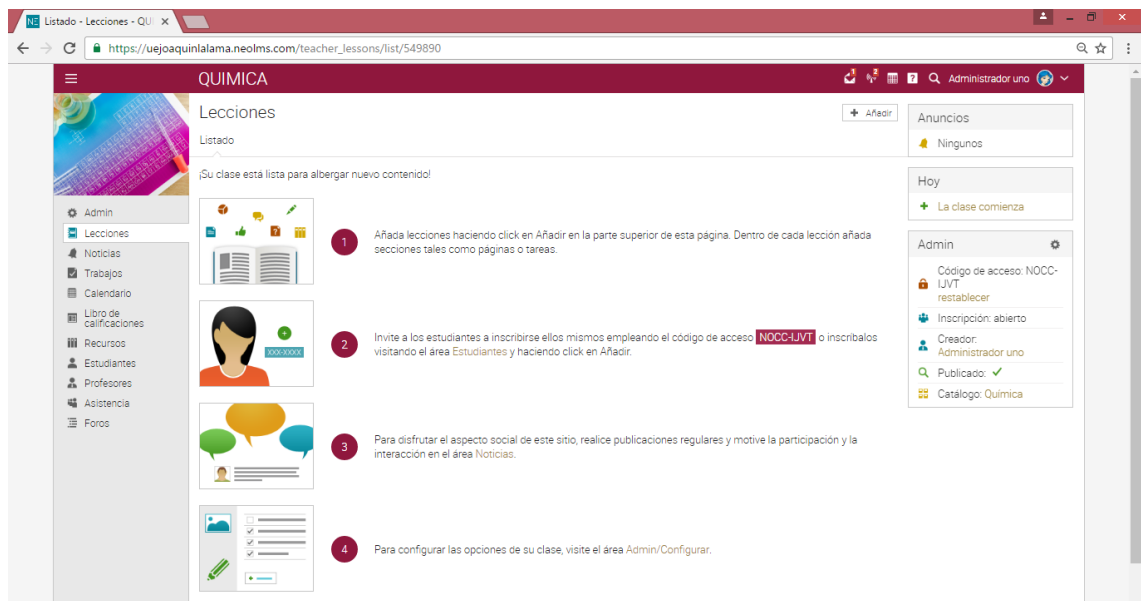 Listado - Lecciones - QU
https://uejoaquinlalama.neolms.com/teacher_lessons/list/549890
QUIMICA
Administrador uno
Lecciones
Añadir
Listado
¡Su clase está lista para albergar nuevo contenido!
Admin
Lecciones
Noticias
Trabajos
Calendario
Libro de
calificaciones
Recursos
Estudiantes
Profesores
Asistencia
Foros
1
Añada lecciones haciendo click en Añadir en la parte superior de esta página. Dentro de cada lección añada
secciones tales como páginas o tareas.
XXX-XXXX
2
Invite a los estudiantes a inscribirse ellos mismos empleando el código de acceso NOCC-IJVT o inscríbalos
visitando el área Estudiantes y haciendo click en Añadir.
3
Para disfrutar el aspecto social de este sitio, realice publicaciones regulares y motive la participación y la
interacción en el área Noticias.
4
Para configurar las opciones de su clase, visite el área Admin/Configurar.
Anuncios
Ningunos
Hoy
La clase comienza
Admin
Código de acceso: NOCC-
IJVT
restablecer
Inscripción: abierto
Creador:
Administrador uno
Publicado:
Catálogo: Química